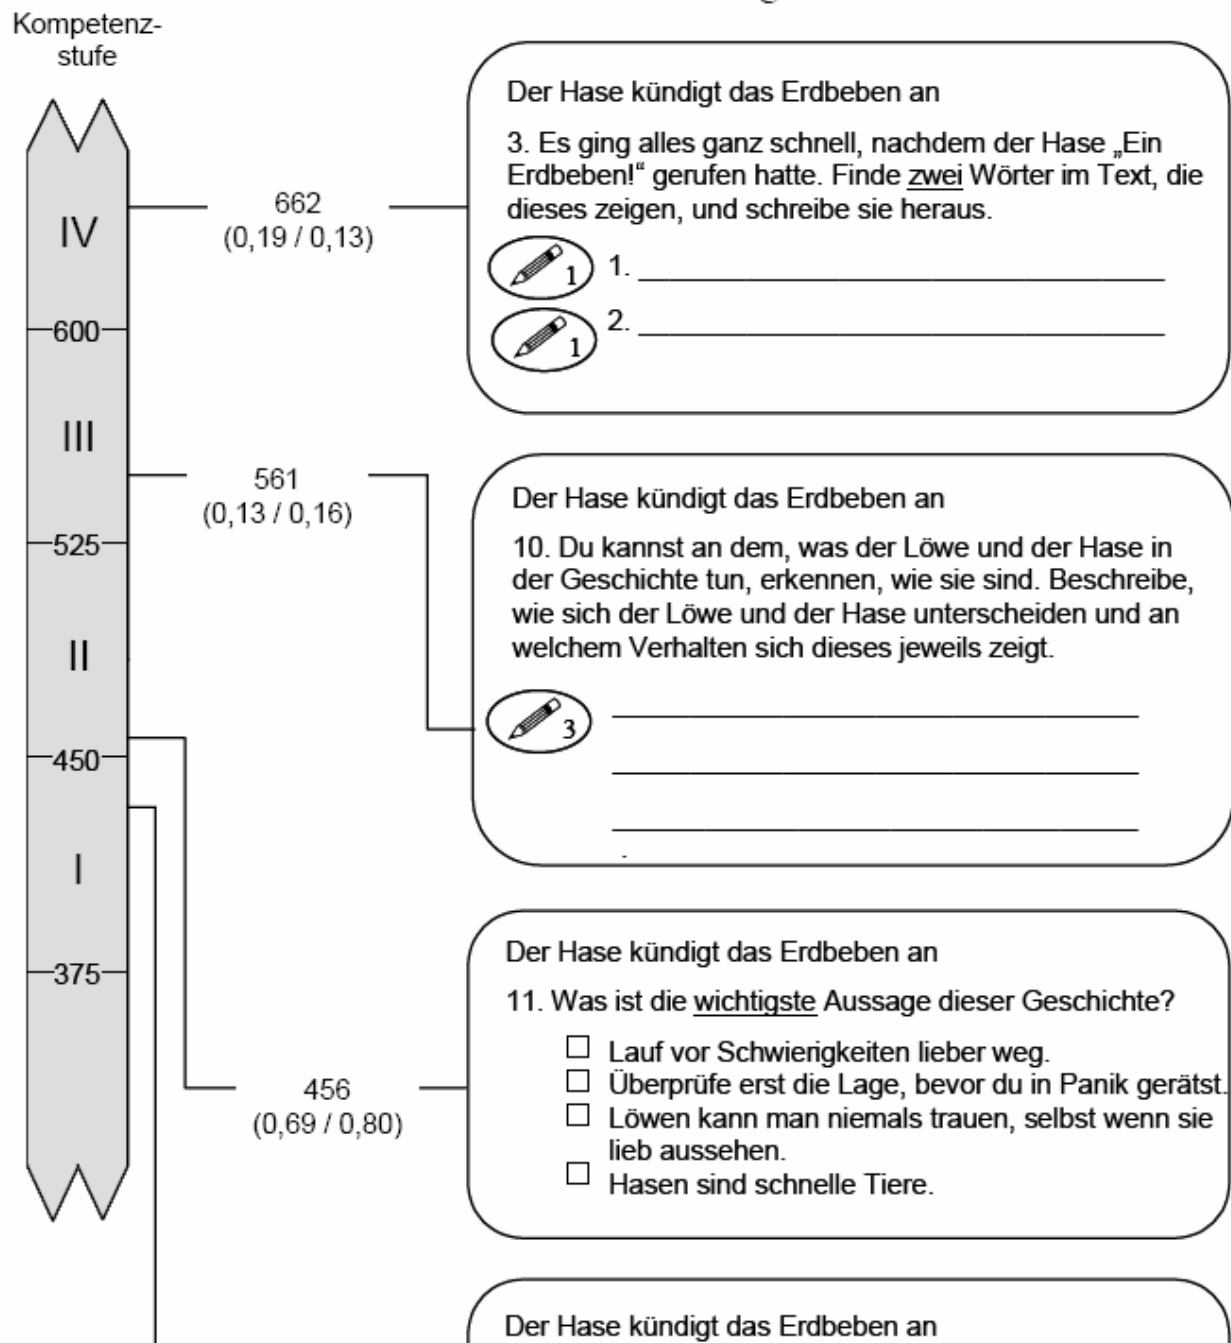 Kompetenz-
stufe
IV
600
III
525
II
450
I
375
662
(0,19 / 0,13)
Der Hase kündigt das Erdbeben an
3. Es ging alles ganz schnell, nachdem der Hase „Ein
Erdbeben!“ gerufen hatte. Finde zwei Wörter im Text, die
dieses zeigen, und schreibe sie heraus.
1 1.
1 2.
561
(0,13 / 0,16)
Der Hase kündigt das Erdbeben an
10. Du kannst an dem, was der Löwe und der Hase in
der Geschichte tun, erkennen, wie sie sind. Beschreibe,
wie sich der Löwe und der Hase unterscheiden und an
welchem Verhalten sich dieses jeweils zeigt.
3
456
(0,69 / 0,80)
Der Hase kündigt das Erdbeben an
11. Was ist die wichtigste Aussage dieser Geschichte?
Lauf vor Schwierigkeiten lieber weg.
Überprüfe erst die Lage, bevor du in Panik gerätst.
Löwen kann man niemals trauen, selbst wenn sie
lieb aussehen.
Hasen sind schnelle Tiere.
Der Hase kündigt das Erdbeben an